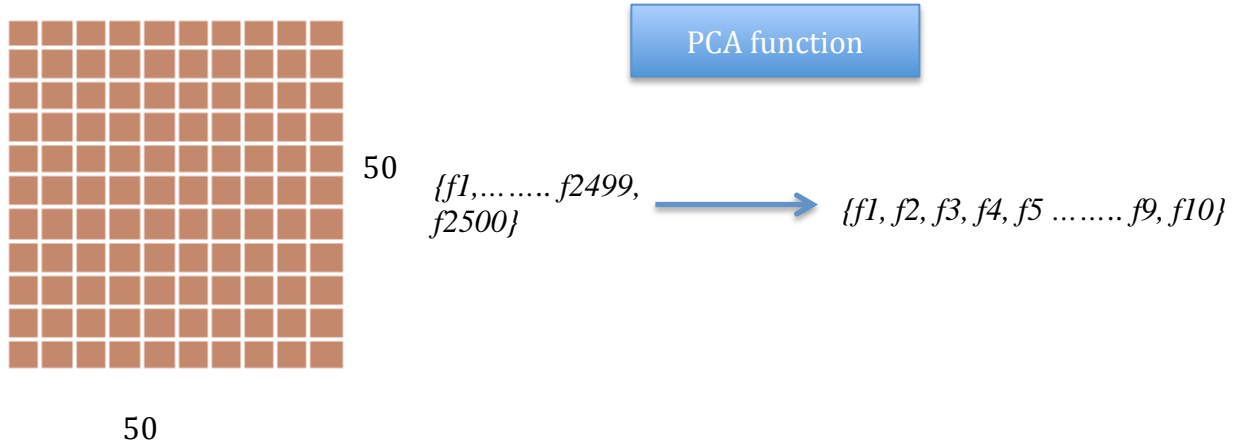 PCA function
50
{f1,…….. f2499,
f2500}
{f1, f2, f3, f4, f5 …….. f9, f10}
50